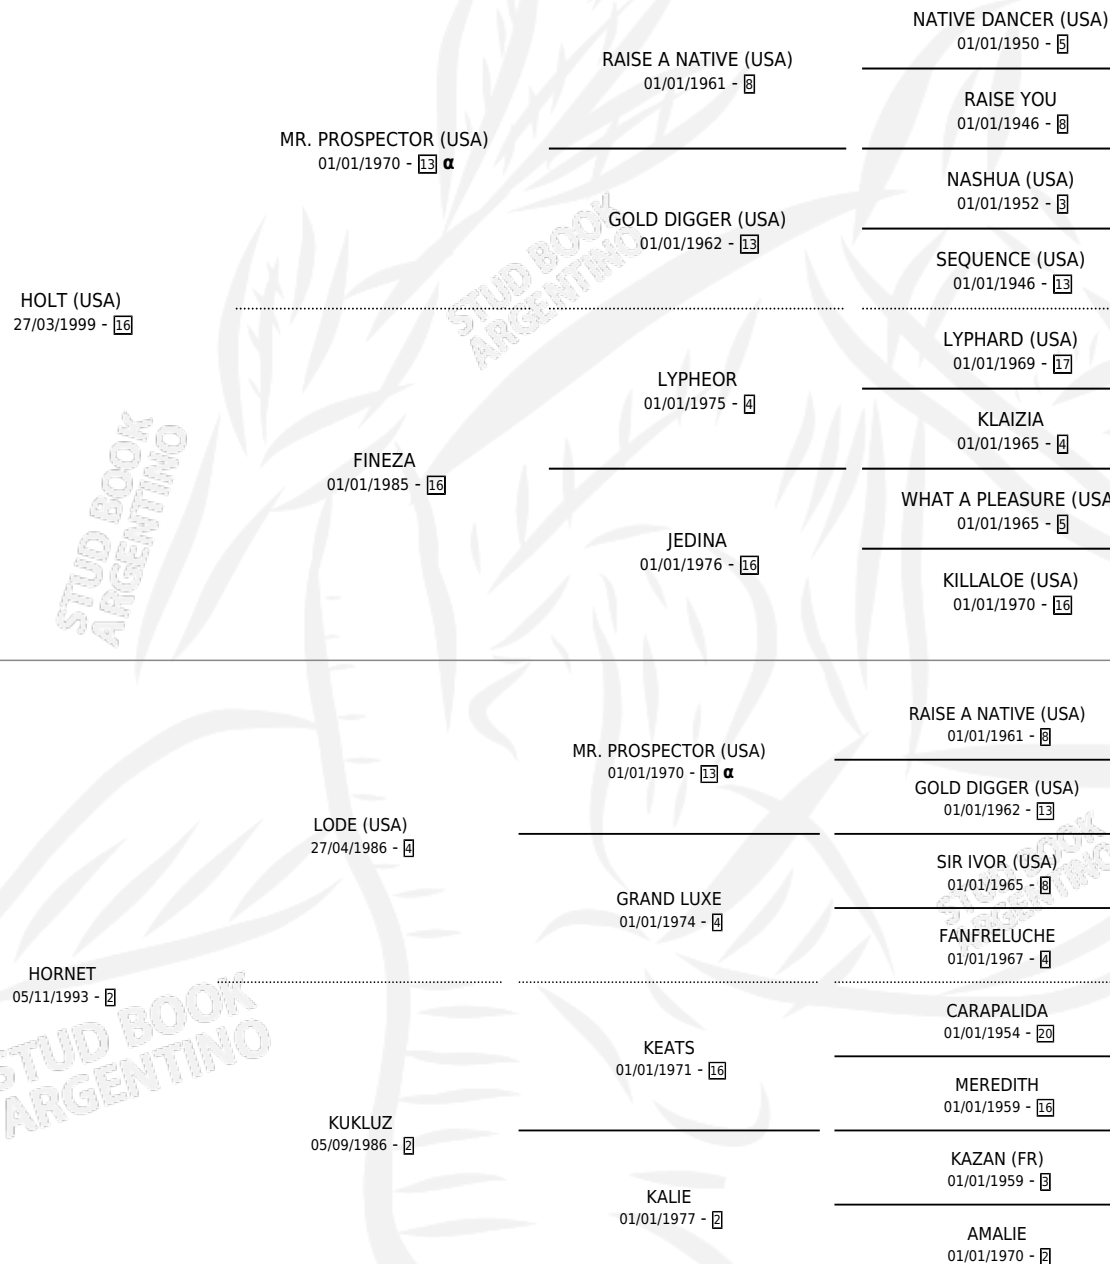 NATIVE DANCER (USA)
01/01/1950 - 5
RAISE A NATIVE (USA)
01/01/1961 - 8
RAISE YOU
01/01/1946 - 8
MR. PROSPECTOR (USA)
01/01/1970 - 13 α
NASHUA (USA)
01/01/1952 - 3
GOLD DIGGER (USA)
01/01/1962 - 13
SEQUENCE (USA)
01/01/1946 - 13
HOLT (USA)
27/03/1999 - 16
LYPHARD (USA)
01/01/1969 - 17
LYPHEOR
01/01/1975 - 4
KLAIZIA
01/01/1965 - 4
FINEZA
01/01/1985 - 16
WHAT A PLEASURE (USA
01/01/1965 - 5
JEDINA
01/01/1976 - 16
KILLALOE (USA)
01/01/1970 - 16
STUD BOOK
ARGENTINO
STUD BOOK
ARGENTINO
RAISE A NATIVE (USA)
01/01/1961 - 8
MR. PROSPECTOR (USA)
01/01/1970 - 13 α
GOLD DIGGER (USA)
01/01/1962 - 13
LODE (USA)
27/04/1986 - 4
SIR IVOR (USA)
01/01/1965 - 8
GRAND LUXE
01/01/1974 - 4
FANFRELUCHE
01/01/1967 - 4
HORNET
05/11/1993 - 2
CARAPALIDA
01/01/1954 - 20
KEATS
01/01/1971 - 16
MEREDITH
01/01/1959 - 16
KUKLUZ
05/09/1986 - 2
KAZAN (FR)
01/01/1959 - 3
KALIE
01/01/1977 - 2
AMALIE
01/01/1970 - 2
STUD BOOK
ARGENTINO
STUD BOOK
ARGENTINO